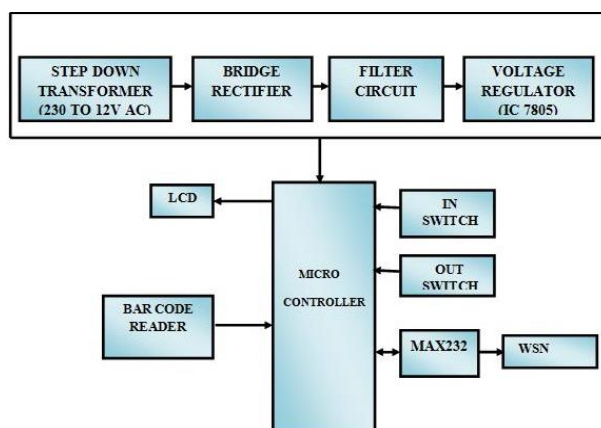 STEP DOWN
TRANSFORMER
(230 TO 12V AC)
BRIDGE
RECTIFIER
FILTER
CIRCUIT
VOLTAGE
REGULATOR
(IC 7805)
LCD
IN
SWITCH
MICRO
CONTROLLER
OUT
SWITCH
BAR CODE
READER
MAX232
WSN